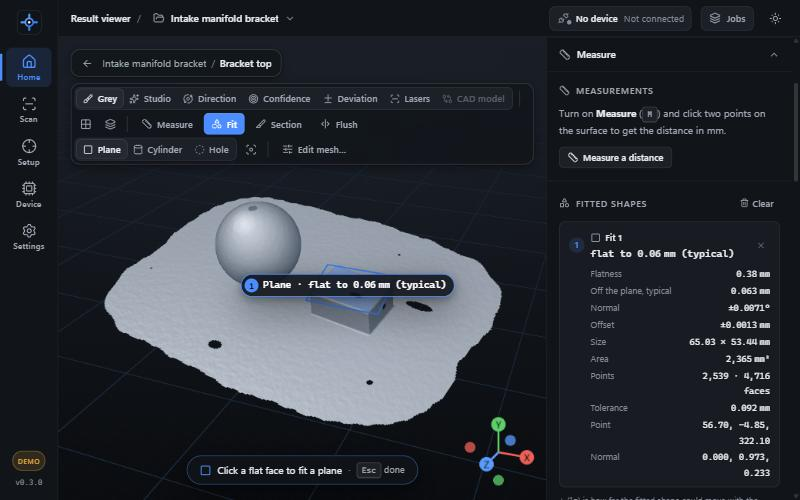 Result viewer / Intake manifold bracket
No device Not connected
Jobs
Home
Scan
Setup
Device
Settings
DEMO
v0.3.0
Intake manifold bracket / Bracket top
Grey Studio Direction Confidence Deviation Lasers CAD model
Measure Fit Section Flush
Plane Cylinder Hole Edit mesh...
1 Plane · flat to 0.06 mm (typical)
Y
X
Z
Click a flat face to fit a plane · Esc done
Measure
MEASUREMENTS
Turn on Measure ( M ) and click two points on
the surface to get the distance in mm.
Measure a distance
FITTED SHAPES Clear
1 Fit 1
flat to 0.06 mm (typical)
Flatness 0.38 mm
Off the plane, typical 0.063 mm
Normal ±0.0071°
Offset ±0.0013 mm
Size 65.03 × 53.44 mm
Area 2,365 mm²
Points 2,539 · 4,716
faces
Tolerance 0.092 mm
Point 56.70, -4.85,
322.10
Normal 0.000, 0.973,
0.233